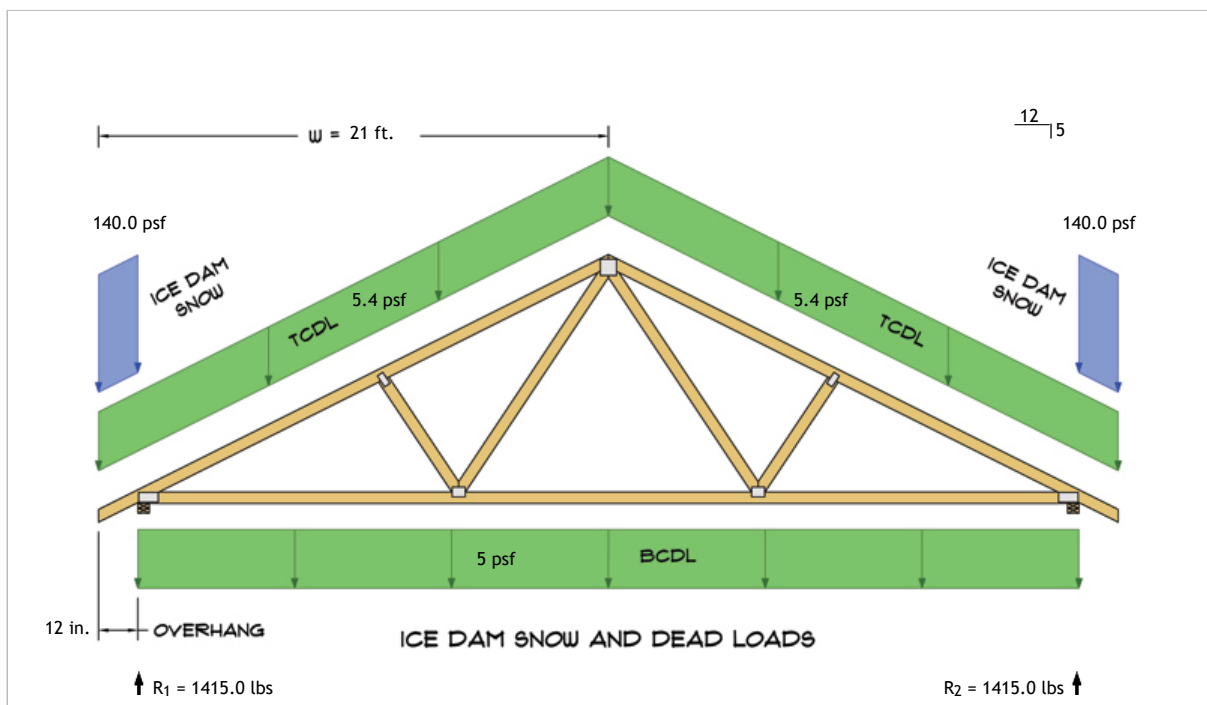 W = 21 ft.
12
5
140.0 psf
140.0 psf
ICE DAM
SNOW
ICE DAM
SNOW
TCDL
5.4 psf
5.4 psf
TCDL
5 psf
BCDL
12 in.
OVERHANG
ICE DAM SNOW AND DEAD LOADS
R1 = 1415.0 lbs
R2 = 1415.0 lbs